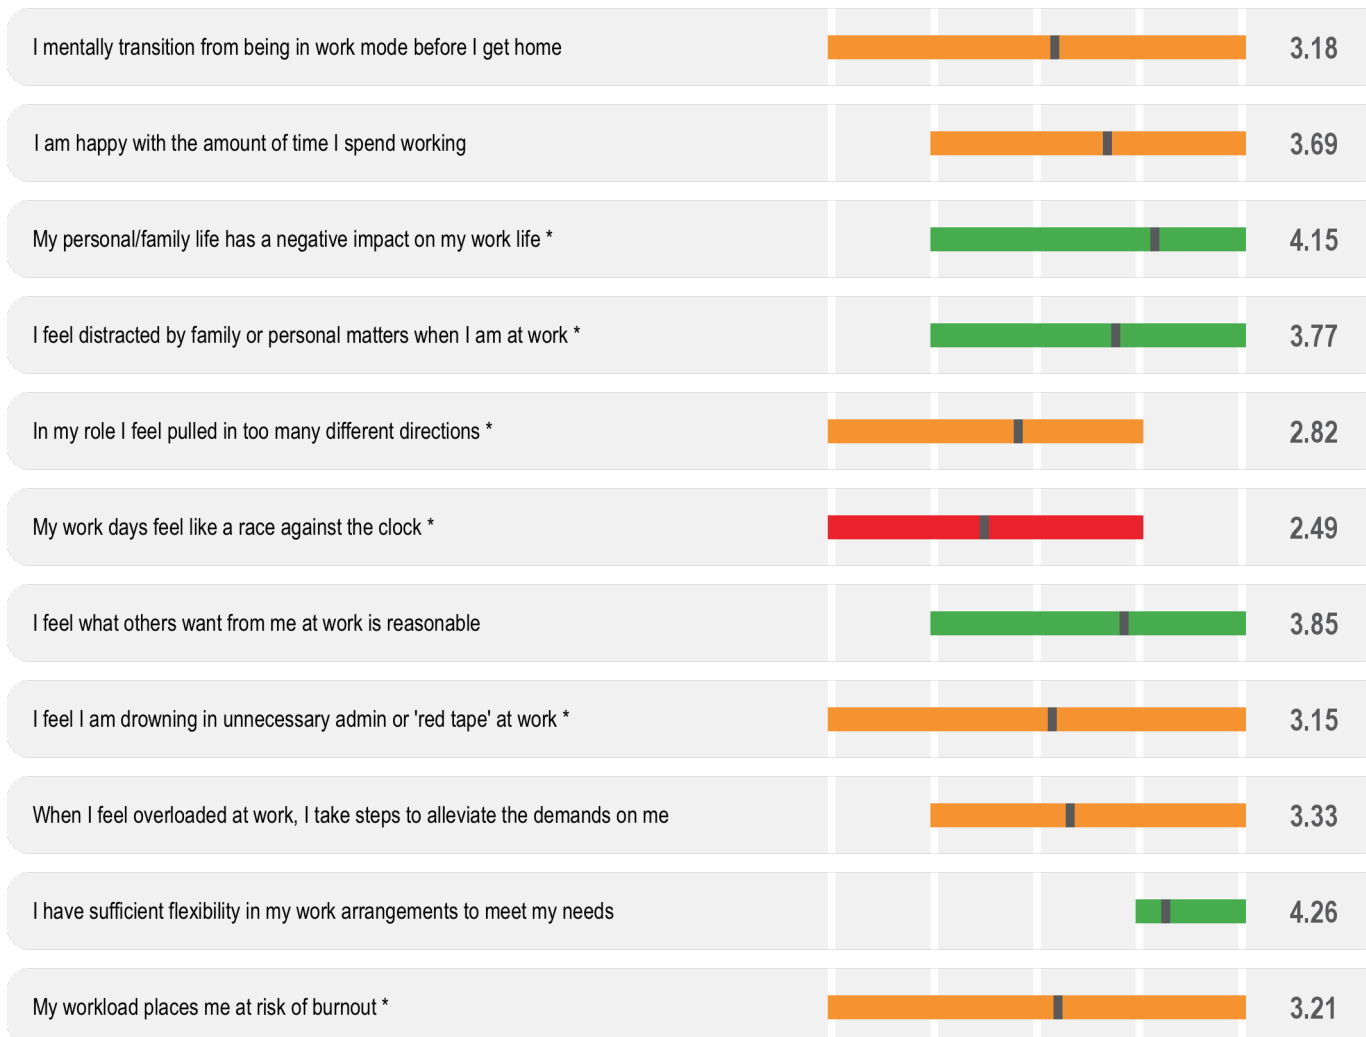 I mentally transition from being in work mode before I get home 3.18
I am happy with the amount of time I spend working 3.69
My personal/family life has a negative impact on my work life * 4.15
I feel distracted by family or personal matters when I am at work * 3.77
In my role I feel pulled in too many different directions * 2.82
My work days feel like a race against the clock * 2.49
I feel what others want from me at work is reasonable 3.85
I feel I am drowning in unnecessary admin or 'red tape' at work * 3.15
When I feel overloaded at work, I take steps to alleviate the demands on me 3.33
I have sufficient flexibility in my work arrangements to meet my needs 4.26
My workload places me at risk of burnout * 3.21